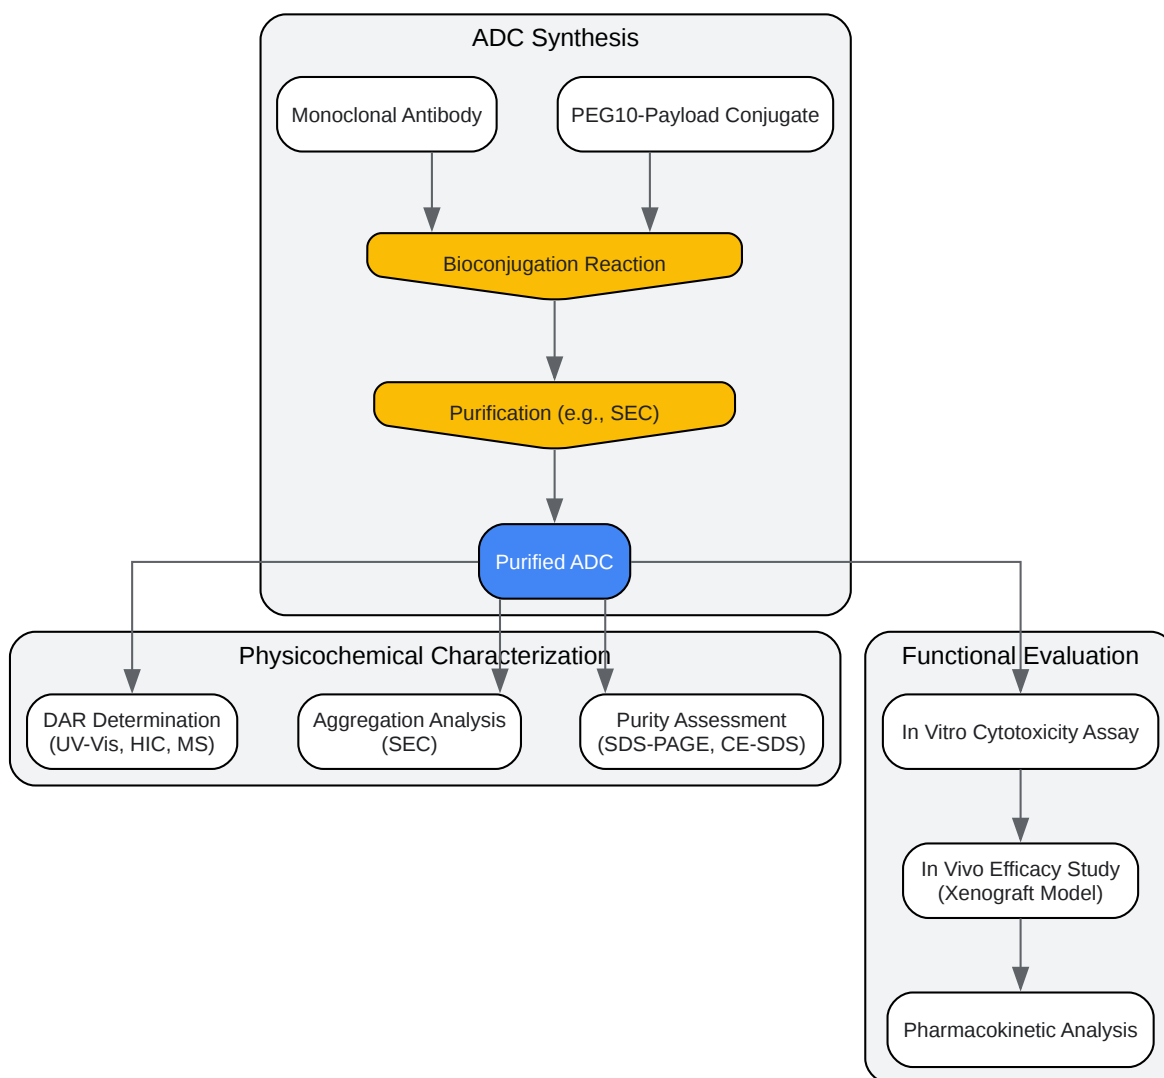 ADC Synthesis
Monoclonal Antibody
PEG10-Payload Conjugate
Bioconjugation Reaction
Purification (e.g., SEC)
Purified ADC
Physicochemical Characterization
DAR Determination
(UV-Vis, HIC, MS)
Aggregation Analysis
(SEC)
Purity Assessment
(SDS-PAGE, CE-SDS)
Functional Evaluation
In Vitro Cytotoxicity Assay
In Vivo Efficacy Study
(Xenograft Model)
Pharmacokinetic Analysis